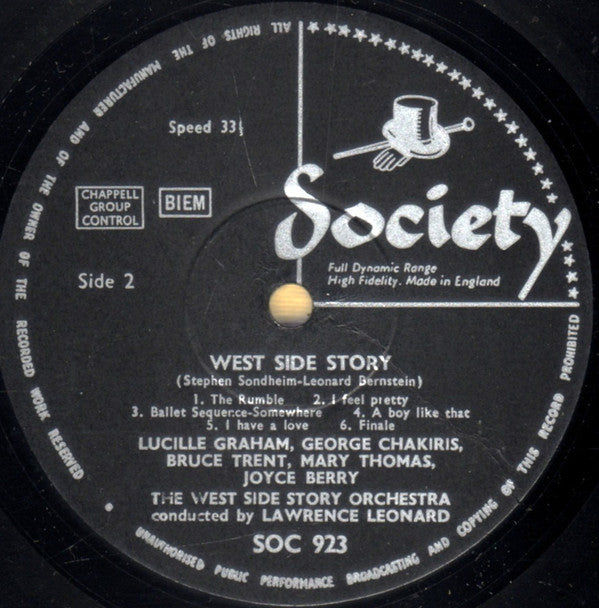 ALL RIGHTS OF THE MANUFACTURER AND OF THE OWNER OF THE RECORDED WORK RESERVED
Speed 33⅓
CHAPPELL
GROUP
CONTROL
BIEM
Society
Side 2
Full Dynamic Range
High Fidelity. Made in England
WEST SIDE STORY
(Stephen Sondheim-Leonard Bernstein)
1. The Rumble 2. I feel pretty
3. Ballet Sequence-Somewhere 4. A boy like that
5. I have a love 6. Finale
LUCILLE GRAHAM, GEORGE CHAKIRIS,
BRUCE TRENT, MARY THOMAS,
JOYCE BERRY
THE WEST SIDE STORY ORCHESTRA
conducted by LAWRENCE LEONARD
SOC 923
UNAUTHORISED PUBLIC PERFORMANCE BROADCASTING AND COPYING OF THIS RECORD PROHIBITED